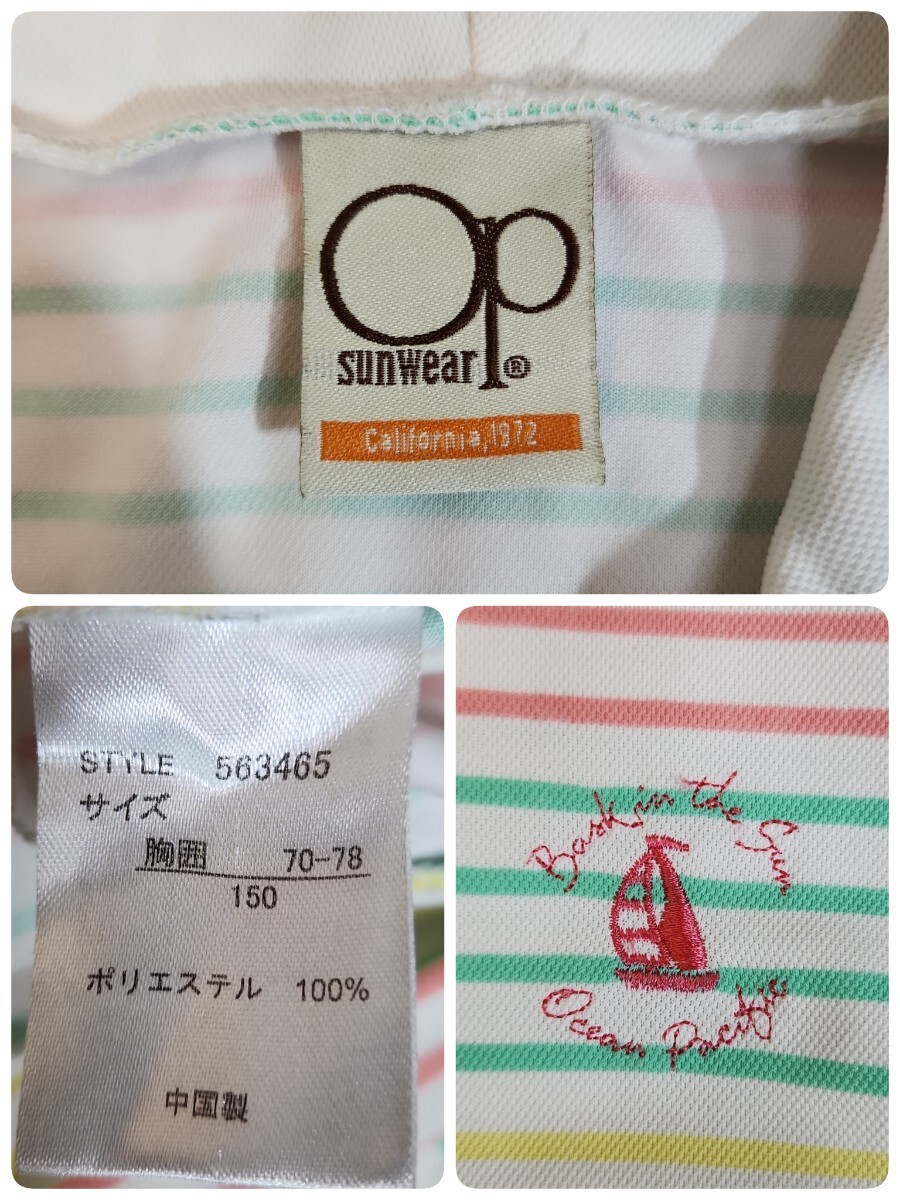 Op
sunwear®
California, 1972
STYLE 563465
サイズ
胸囲 70-78
150
ポリエステル 100%
中国製
Bask in the Sun
Ocean Pacific